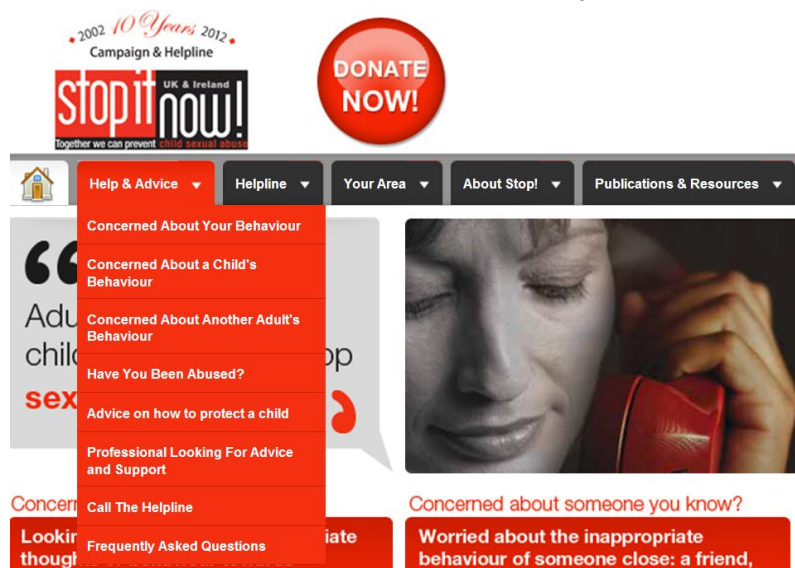 2002 10 Years 2012
Campaign & Helpline
stop it now!
UK & Ireland
Together we can prevent child sexual abuse
DONATE
NOW!
Help & Advice
Helpline
Your Area
About Stop!
Publications & Resources
Concerned About Your Behaviour
Concerned About a Child's
Behaviour
Concerned About Another Adult's
Behaviour
Have You Been Abused?
Advice on how to protect a child
Professional Looking For Advice
and Support
Call The Helpline
Frequently Asked Questions
Concerned about someone you know?
Worried about the inappropriate
behaviour of someone close: a friend,